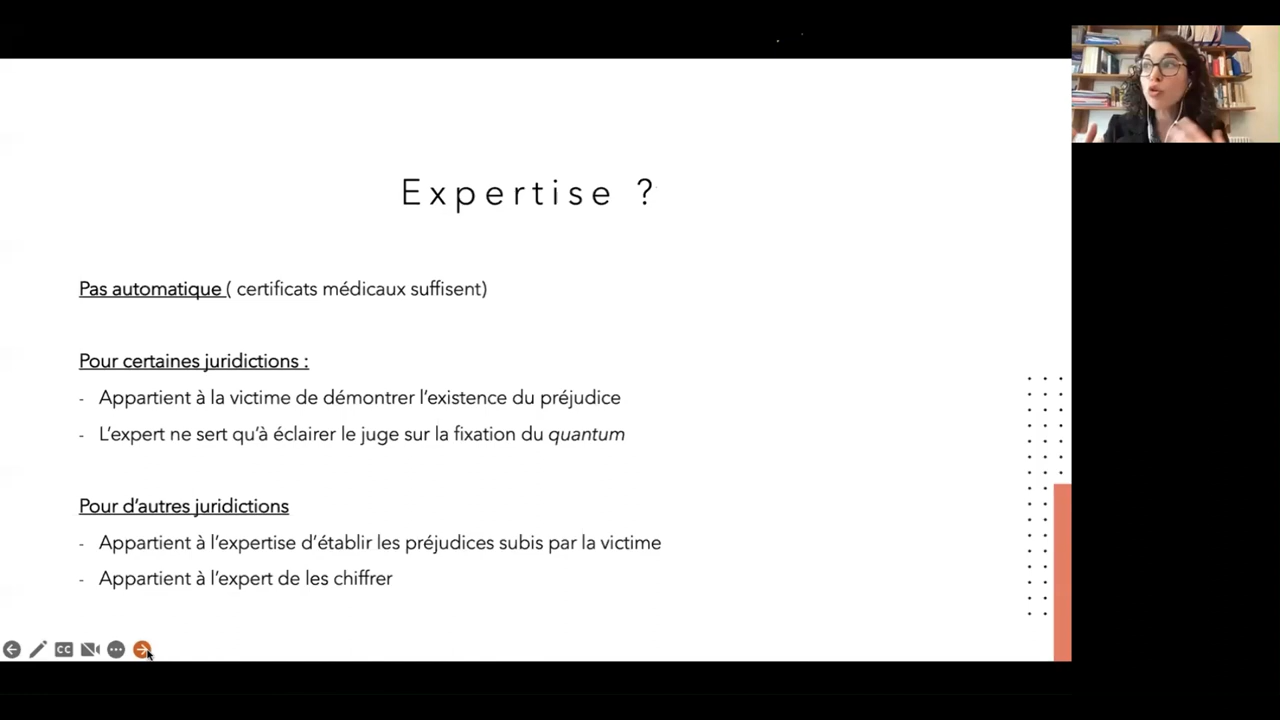 Expertise ?
Pas automatique ( certificats médicaux suffisent)
Pour certaines juridictions :
- Appartient à la victime de démontrer l’existence du préjudice
- L’expert ne sert qu’à éclairer le juge sur la fixation du quantum
Pour d’autres juridictions
- Appartient à l’expertise d’établir les préjudices subis par la victime
- Appartient à l’expert de les chiffrer
CC